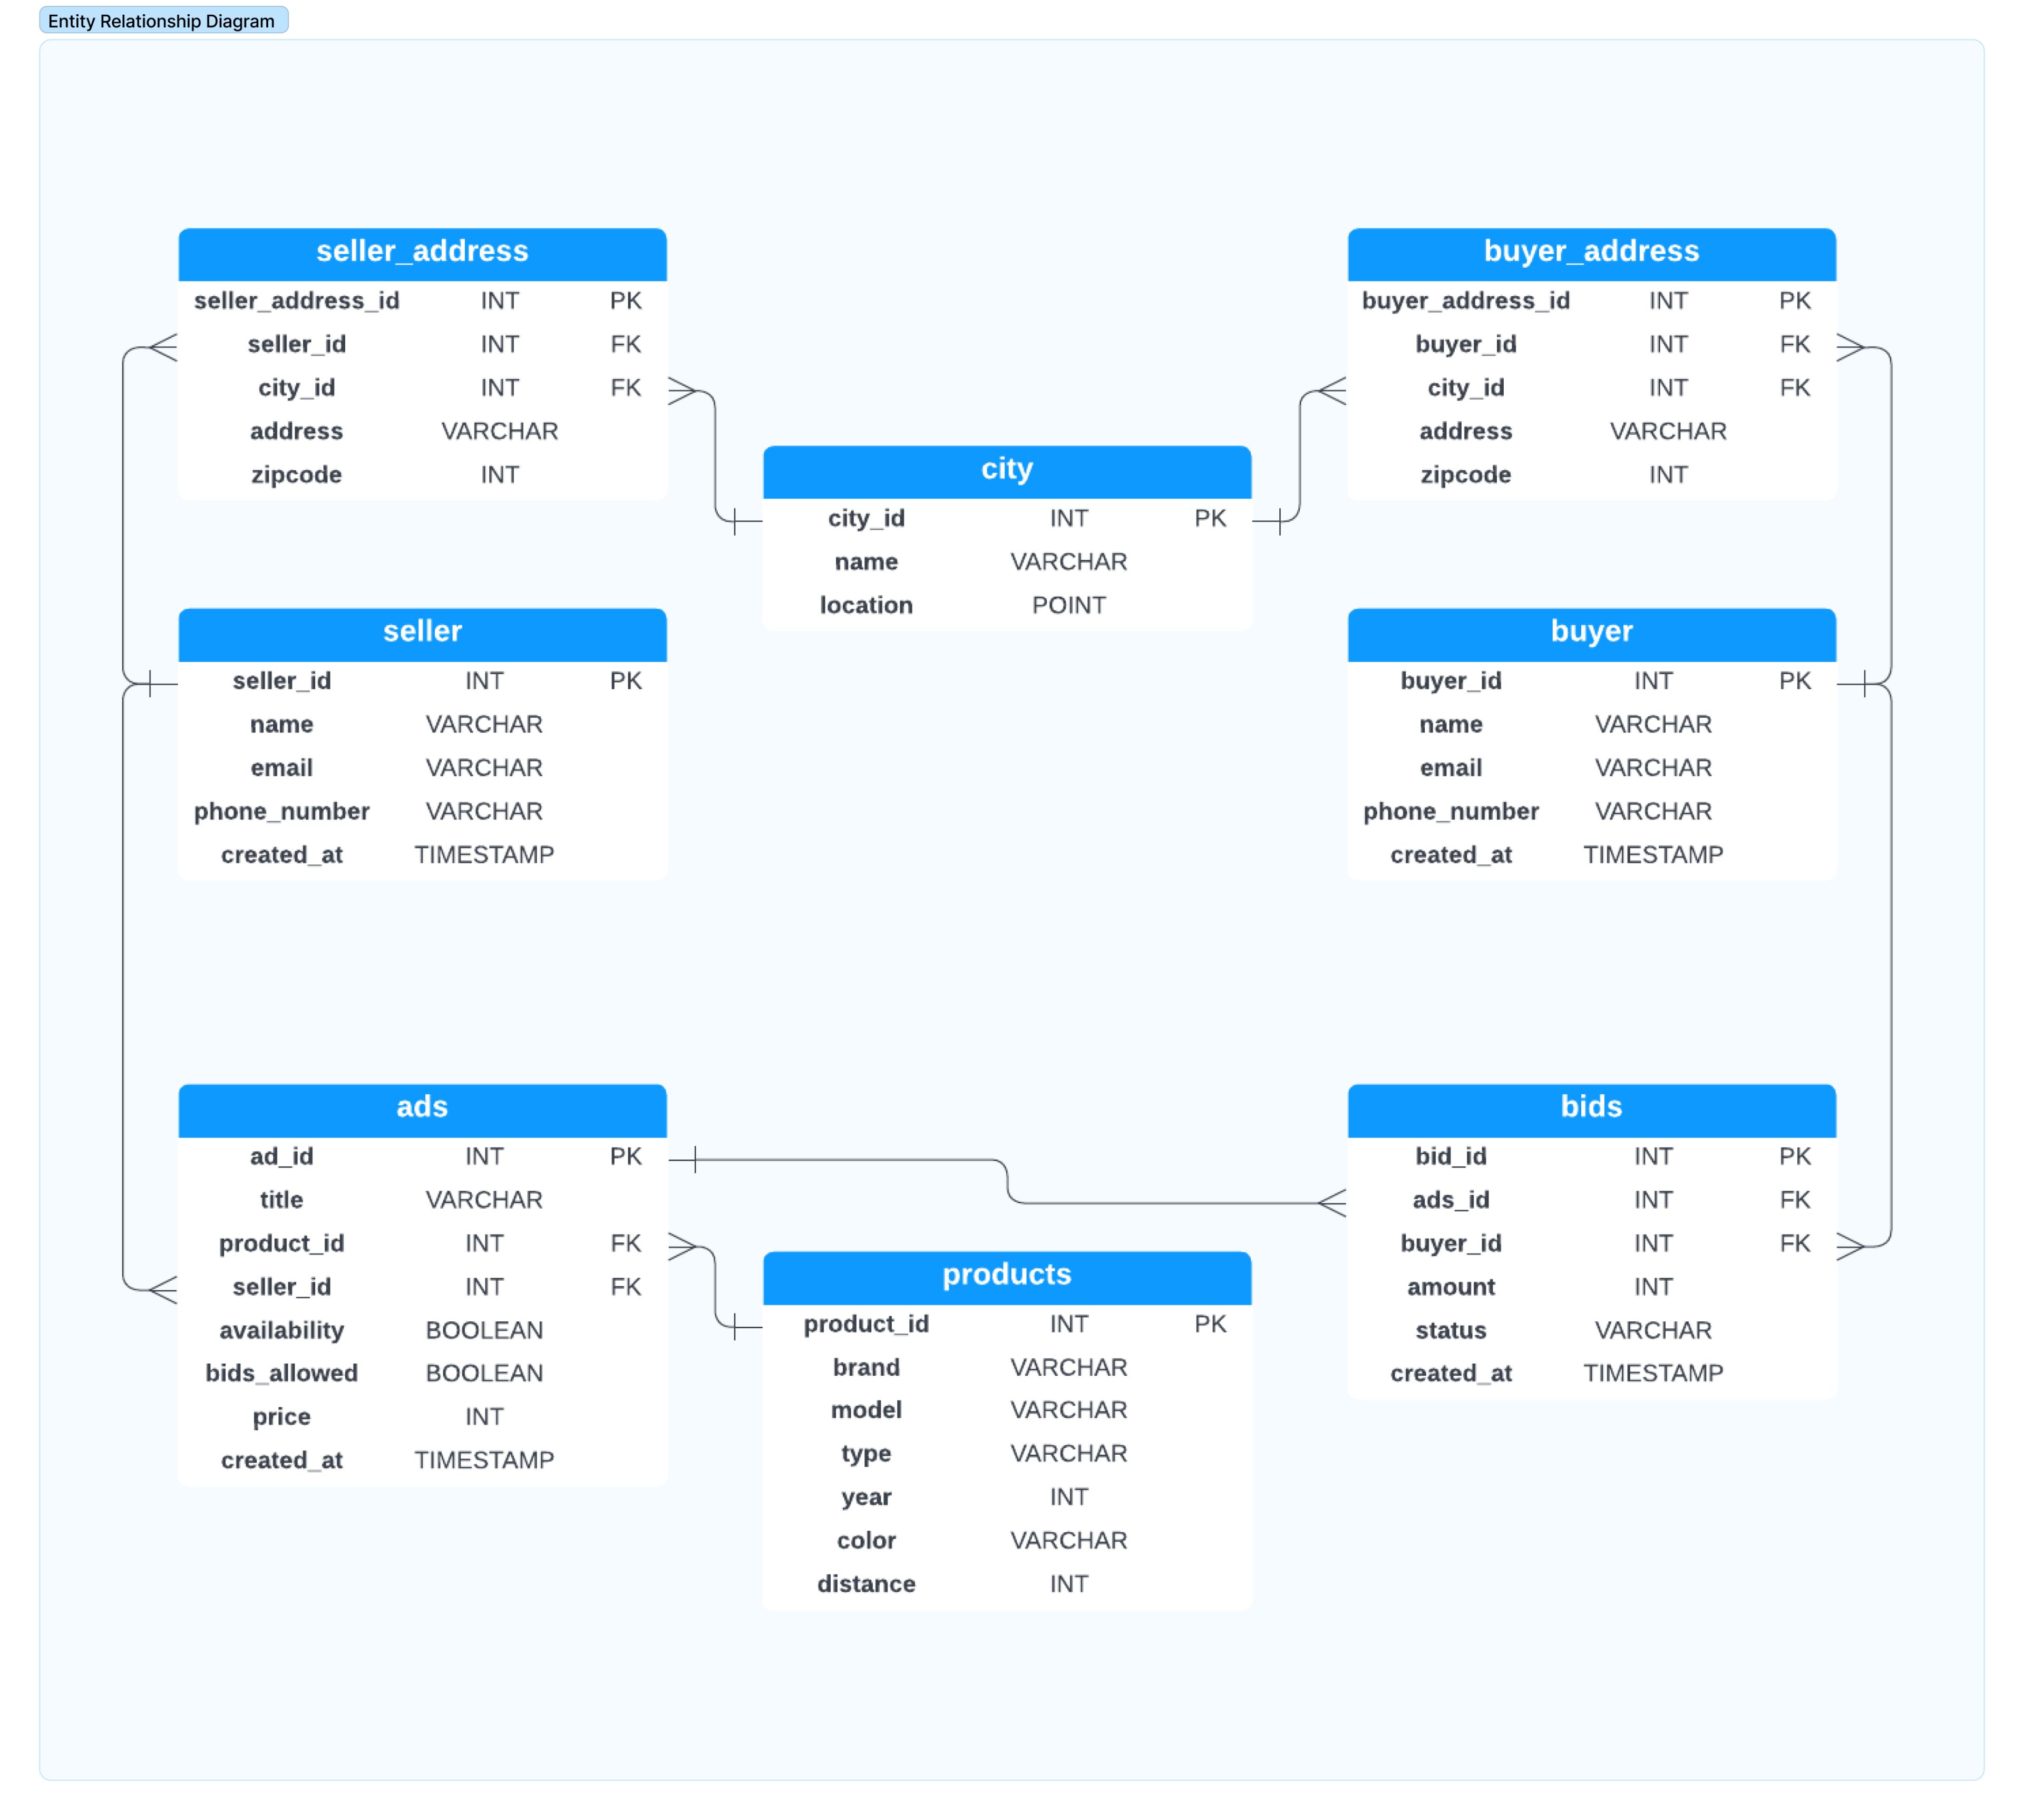 Entity Relationship Diagram
seller_address
seller_address_id INT PK
seller_id INT FK
city_id INT FK
address VARCHAR
zipcode INT
buyer_address
buyer_address_id INT PK
buyer_id INT FK
city_id INT FK
address VARCHAR
zipcode INT
city
city_id INT PK
name VARCHAR
location POINT
seller
seller_id INT PK
name VARCHAR
email VARCHAR
phone_number VARCHAR
created_at TIMESTAMP
buyer
buyer_id INT PK
name VARCHAR
email VARCHAR
phone_number VARCHAR
created_at TIMESTAMP
ads
ad_id INT PK
title VARCHAR
product_id INT FK
seller_id INT FK
availability BOOLEAN
bids_allowed BOOLEAN
price INT
created_at TIMESTAMP
products
product_id INT PK
brand VARCHAR
model VARCHAR
type VARCHAR
year INT
color VARCHAR
distance INT
bids
bid_id INT PK
ads_id INT FK
buyer_id INT FK
amount INT
status VARCHAR
created_at TIMESTAMP